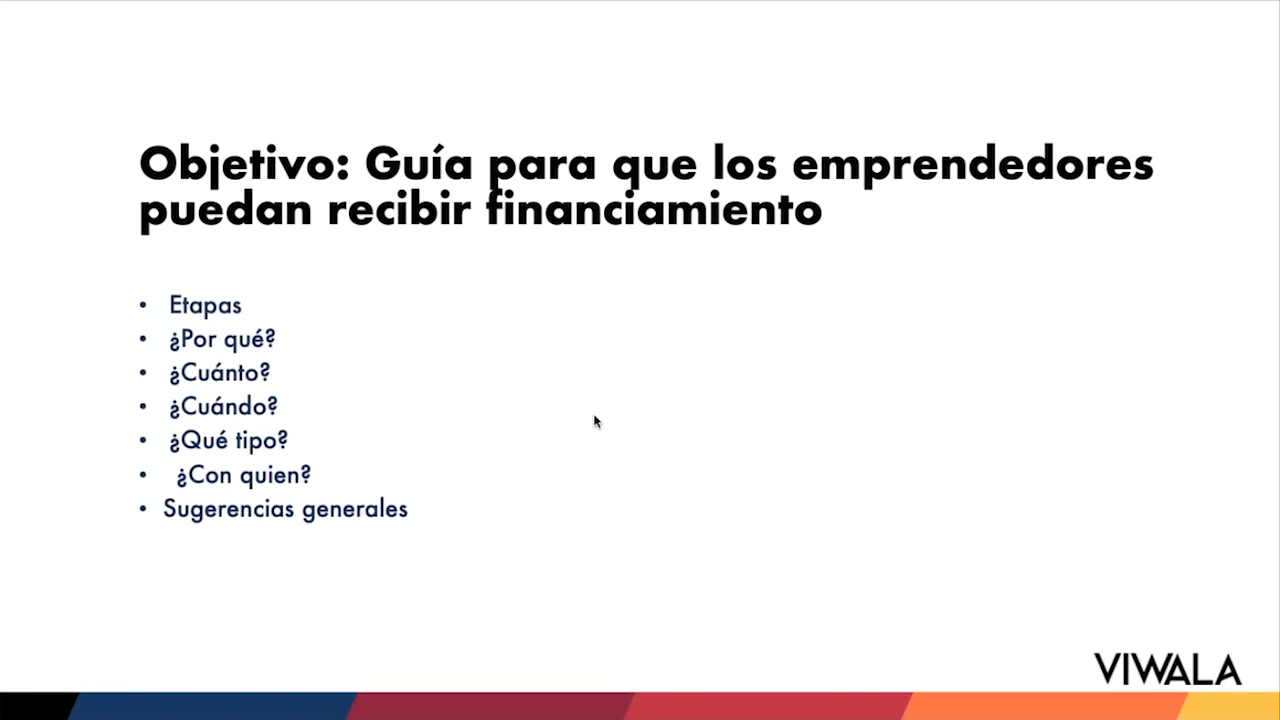 Objetivo: Guía para que los emprendedores
puedan recibir financiamiento
• Etapas
• ¿Por qué?
• ¿Cuánto?
• ¿Cuándo?
• ¿Qué tipo?
• ¿Con quien?
• Sugerencias generales
VIWALA